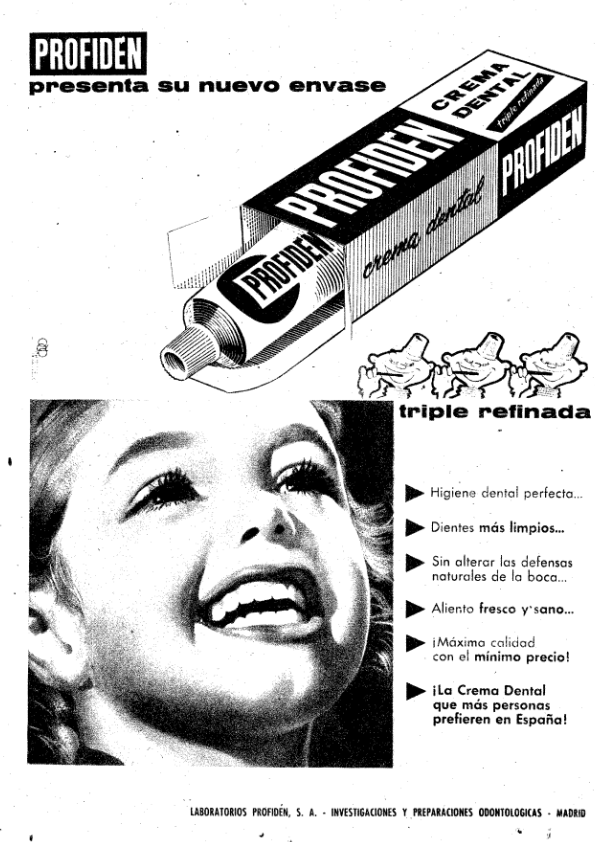 PROFIDEN
presenta su nuevo envase
CREMA
DENTAL
triple refinada
PROFIDEN
PROFIDEN
crema dental
PROFIDEN
triple refinada
Higiene dental perfecta...
Dientes más limpios...
Sin alterar las defensas
naturales de la boca...
Aliento fresco y sano...
¡Máxima calidad
con el mínimo precio!
¡La Crema Dental
que más personas
prefieren en España!
LABORATORIOS PROFIDEN, S. A. - INVESTIGACIONES Y PREPARACIONES ODONTOLOGICAS - MADRID